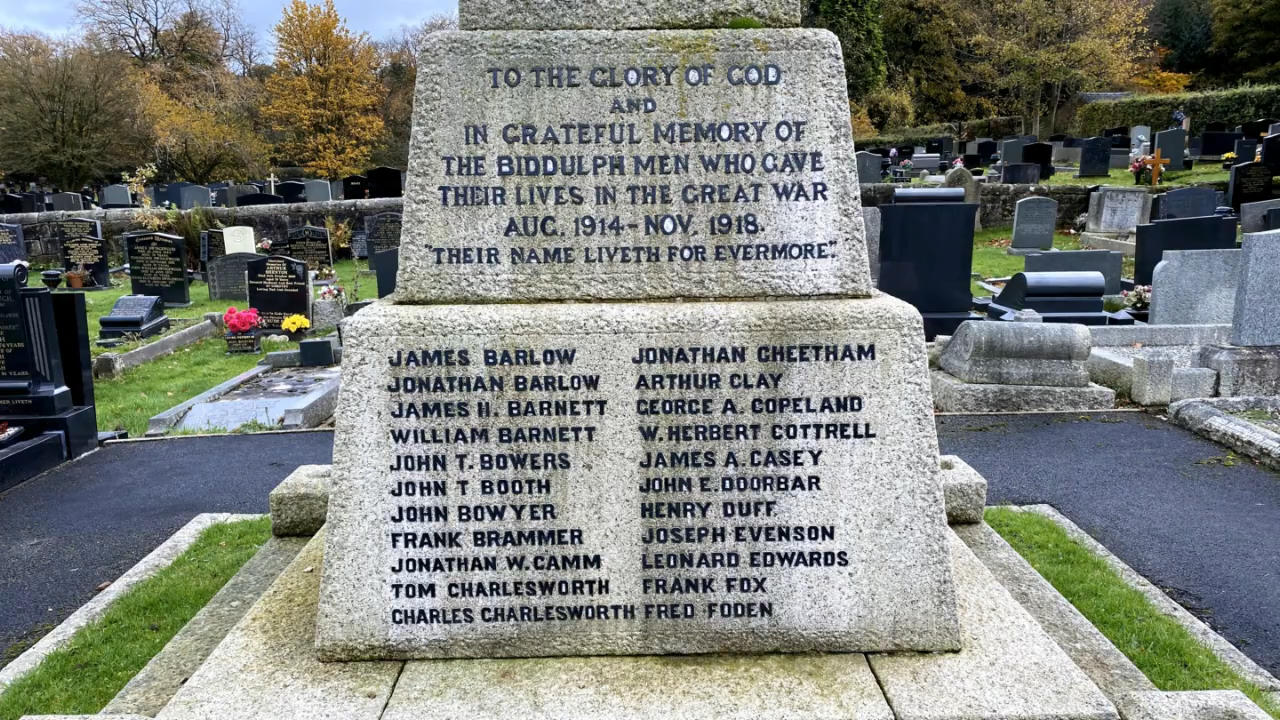 TO THE GLORY OF GOD
AND
IN GRATEFUL MEMORY OF
THE BIDDULPH MEN WHO GAVE
THEIR LIVES IN THE GREAT WAR
AUG. 1914-NOV. 1918.
"THEIR NAME LIVETH FOR EVERMORE."
JAMES BARLOW
JONATHAN BARLOW
JAMES H. BARNETT
WILLIAM BARNETT
JOHN T. BOWERS
JOHN T BOOTH
JOHN BOWYER
FRANK BRAMMER
JONATHAN W. CAMM
TOM CHARLESWORTH
CHARLES CHARLESWORTH
JONATHAN CHEETHAM
ARTHUR CLAY
GEORGE A. COPELAND
W. HERBERT COTTRELL
JAMES A. CASEY
JOHN E. DOORBAR
HENRY DUFF
JOSEPH EVENSON
LEONARD EDWARDS
FRANK FOX
FRED FODEN